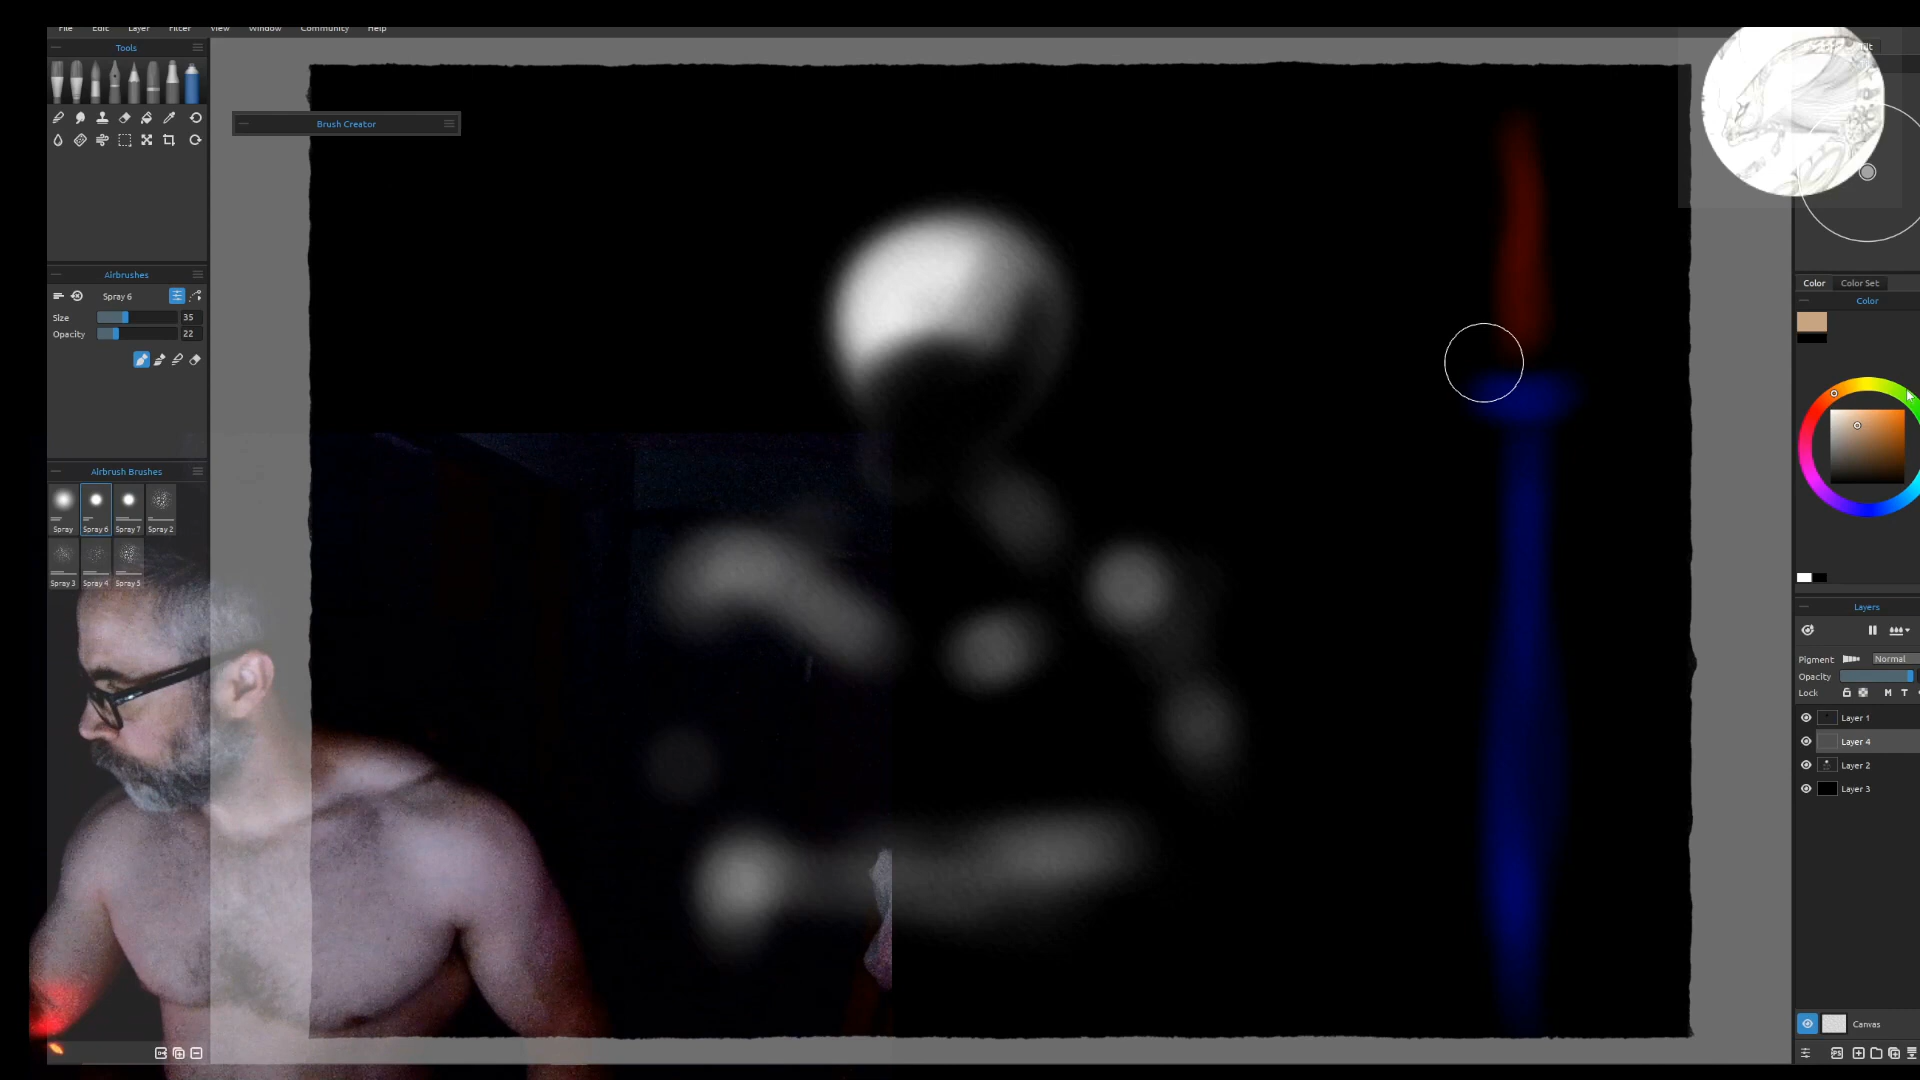 File Edit Layer Filter View Window Community Help
Tools
Brush Creator
Airbrushes
Spray 6
Size 35
Opacity 22
Airbrush Brushes
Spray Spray 6 Spray 7 Spray 2
Spray 3 Spray 4 Spray 5
Color Color Set
Color
Layers
Pigment Normal
Opacity
Lock M T
Layer 1
Layer 4
Layer 2
Layer 3
Canvas